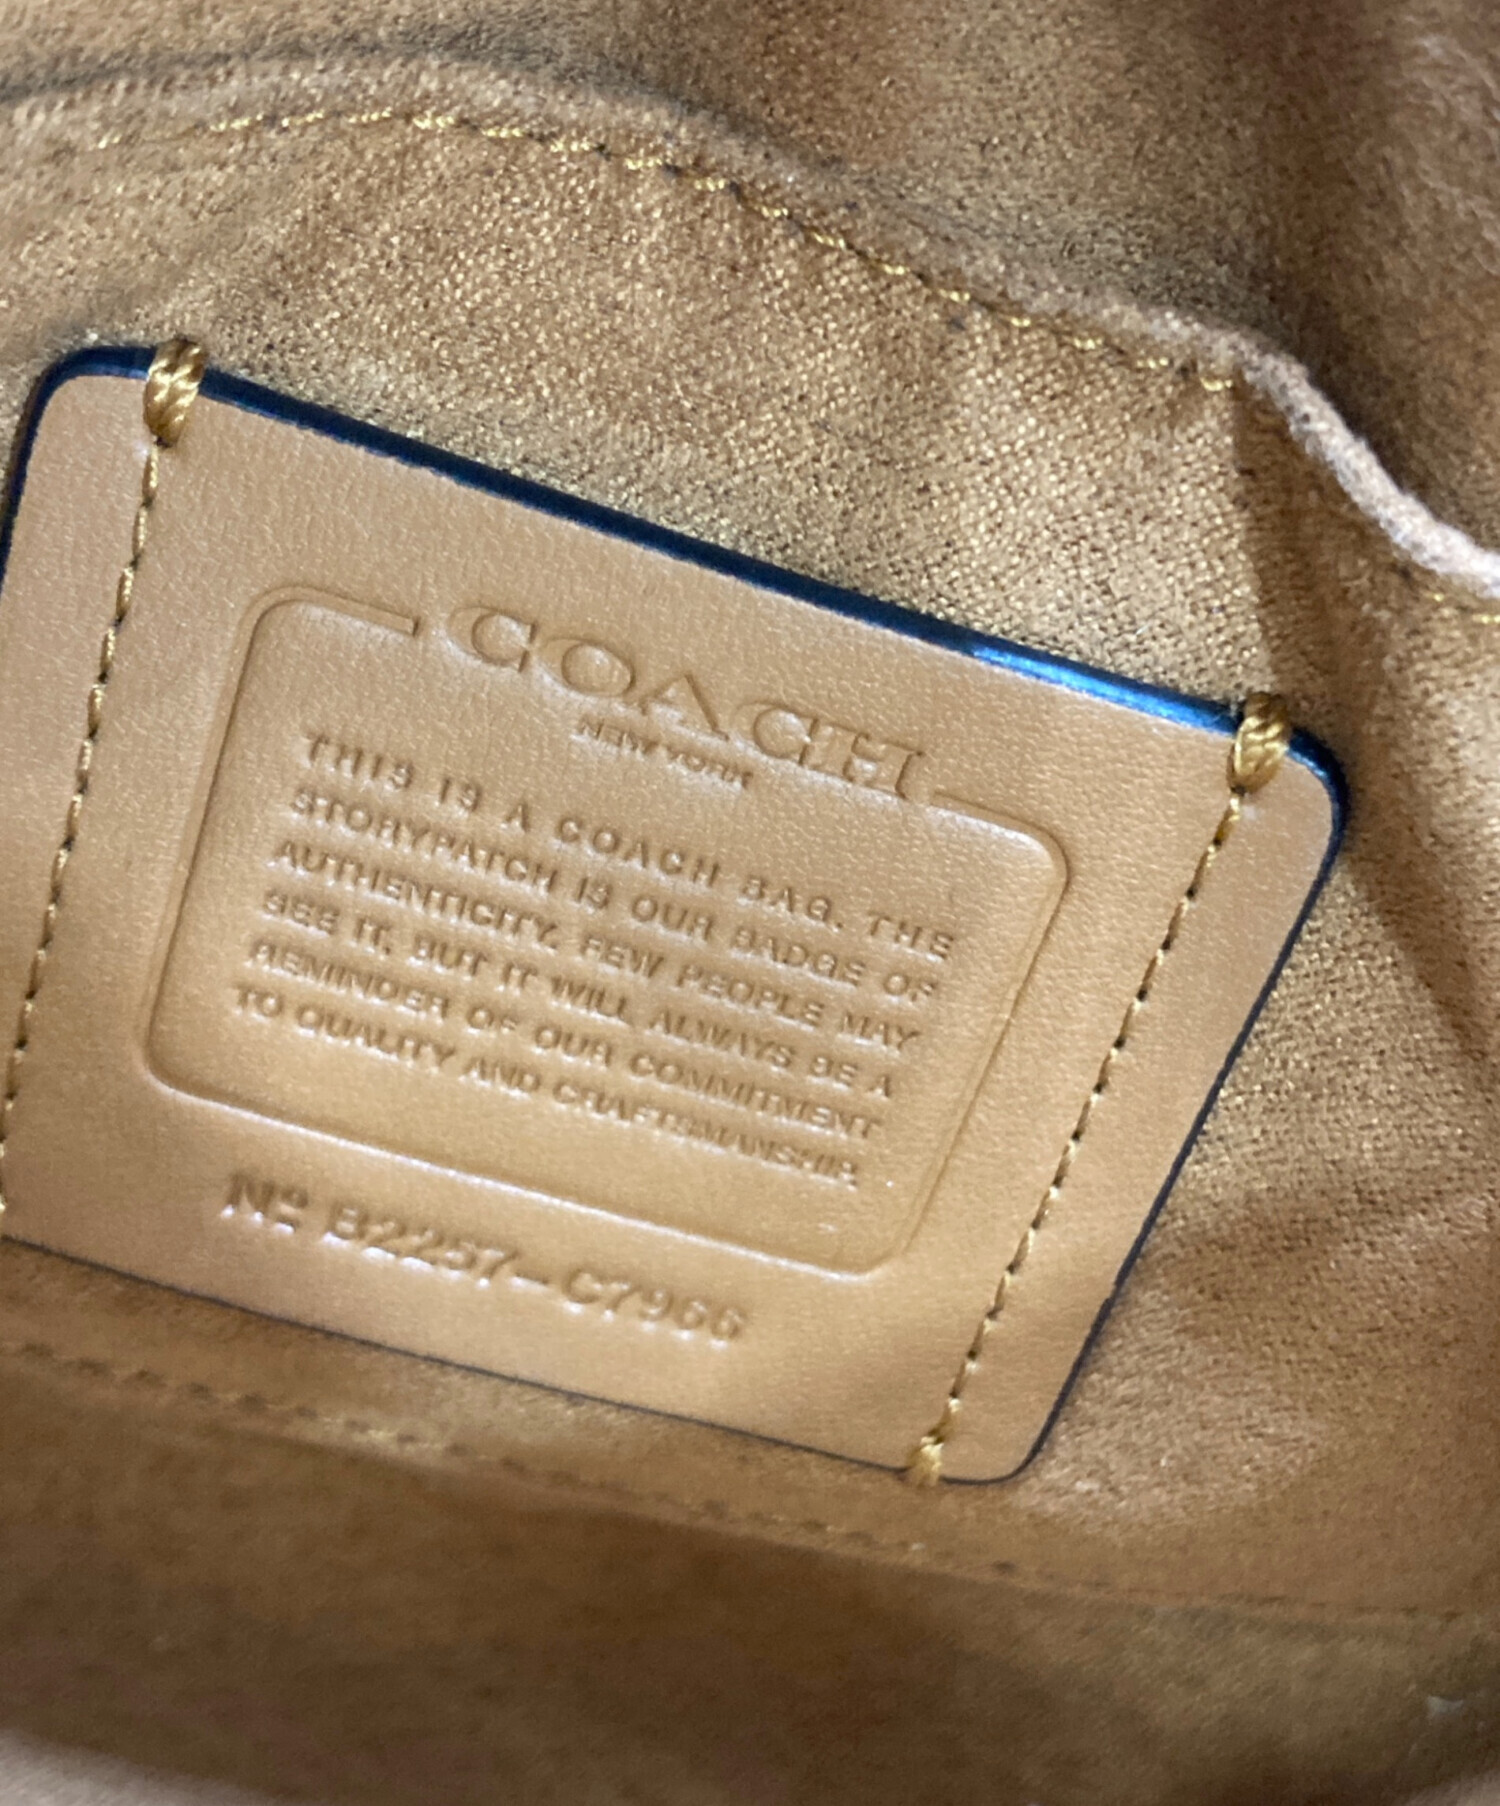 COACH
NEW YORK
THIS IS A COACH BAG. THE
STORYPATCH IS OUR BADGE OF
AUTHENTICITY. FEW PEOPLE MAY
SEE IT, BUT IT WILL ALWAYS BE A
REMINDER OF OUR COMMITMENT
TO QUALITY AND CRAFTSMANSHIP.
Nº B2257-C7966